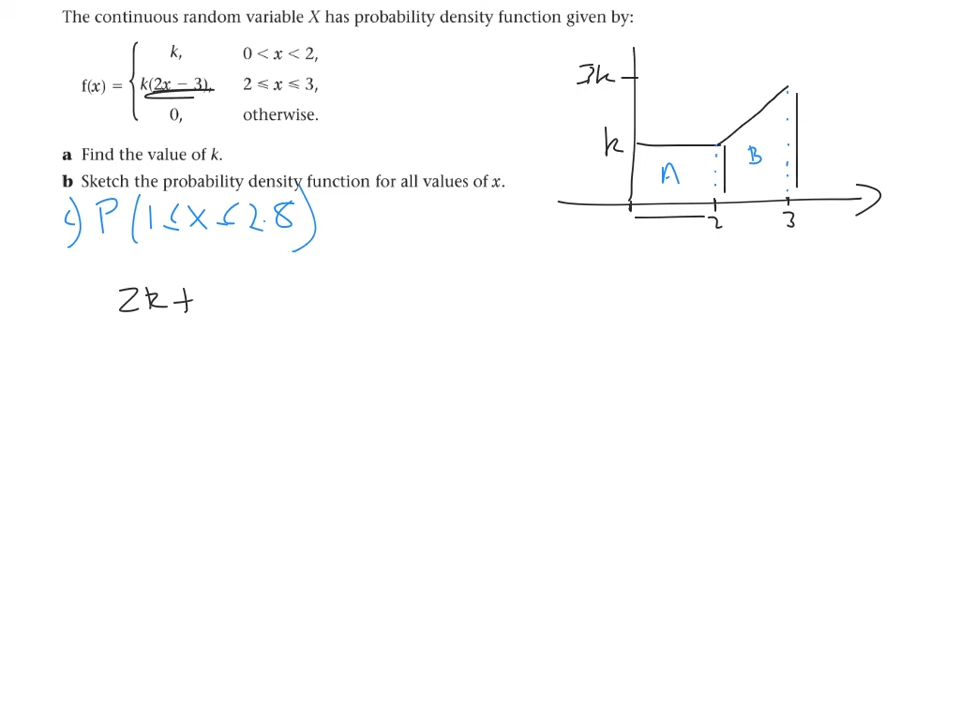 The continuous random variable X has probability density function given by:
k, 0 < x < 2,
f(x) = { k(2x − 3), 2 ⩽ x ⩽ 3,
0, otherwise.
a Find the value of k.
b Sketch the probability density function for all values of x.
c) P(1 ≤ X ≤ 2.8)
2k +
3k
k
A
B
2
3